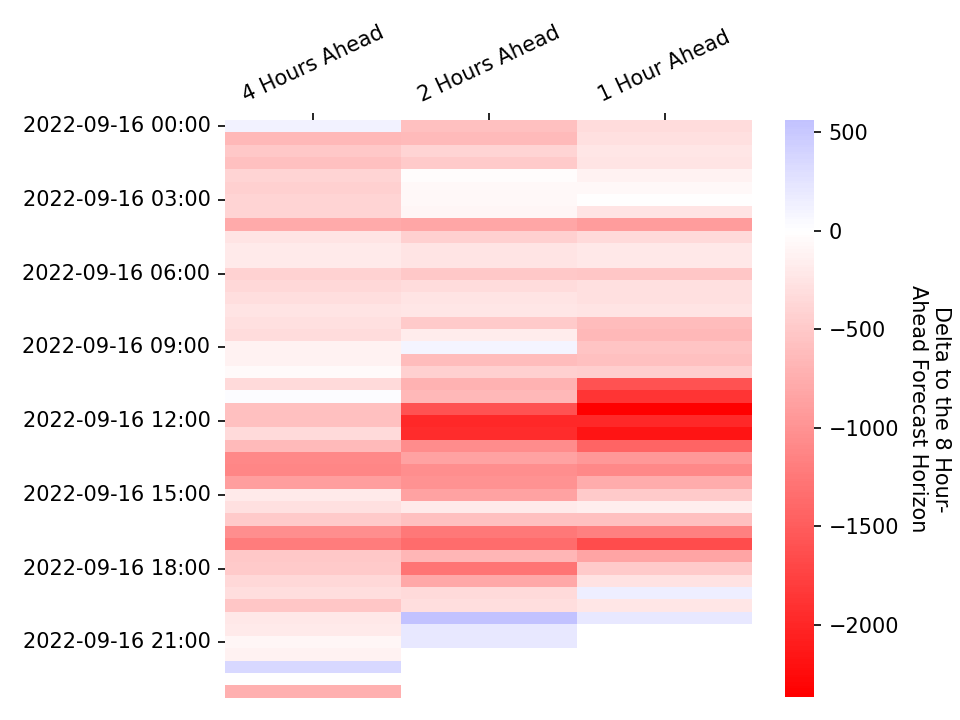 4 Hours Ahead
2 Hours Ahead
1 Hour Ahead
2022-09-16 00:00
2022-09-16 03:00
2022-09-16 06:00
2022-09-16 09:00
2022-09-16 12:00
2022-09-16 15:00
2022-09-16 18:00
2022-09-16 21:00
500
0
−500
−1000
−1500
−2000
Delta to the 8 Hour-
Ahead Forecast Horizon